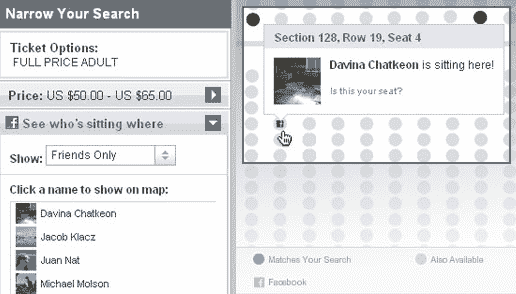 Narrow Your Search
Ticket Options:
FULL PRICE ADULT
Price: US $50.00 - US $65.00
See who's sitting where
Show: Friends Only
Click a name to show on map:
Davina Chatkeon
Jacob Klacz
Juan Nat
Michael Molson
Section 128, Row 19, Seat 4
Davina Chatkeon is sitting here!
Is this your seat?
Matches Your Search
Also Available
Facebook